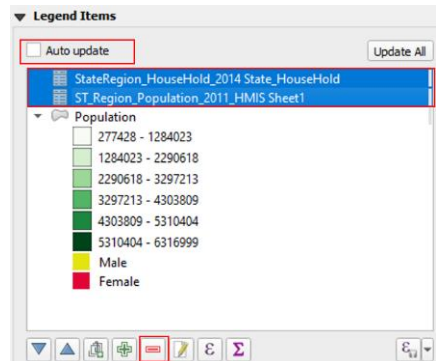 Legend Items
Auto update
Update All
StateRegion_HouseHold_2014 State_HouseHold
ST_Region_Population_2011_HMIS Sheet1
Population
277428 - 1284023
1284023 - 2290618
2290618 - 3297213
3297213 - 4303809
4303809 - 5310404
5310404 - 6316999
Male
Female
ε Σ